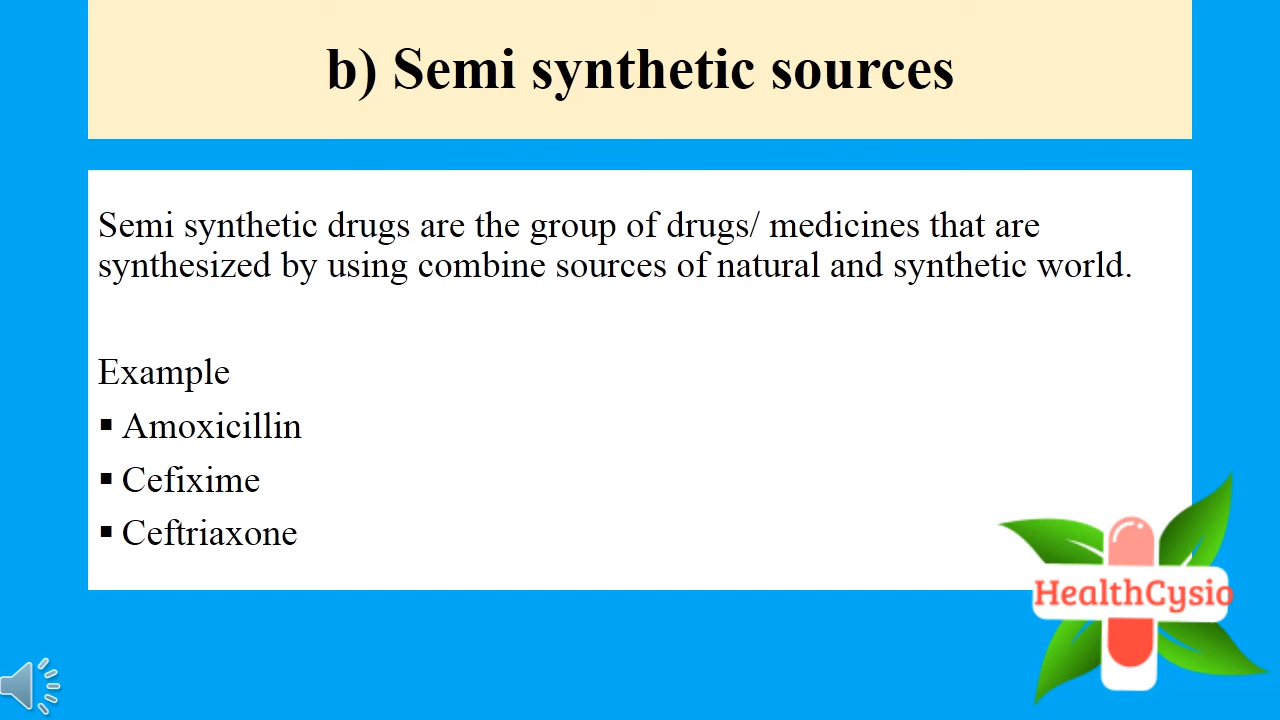 b) Semi synthetic sources
Semi synthetic drugs are the group of drugs/ medicines that are
synthesized by using combine sources of natural and synthetic world.
Example
▪ Amoxicillin
▪ Cefixime
▪ Ceftriaxone
HealthCysio